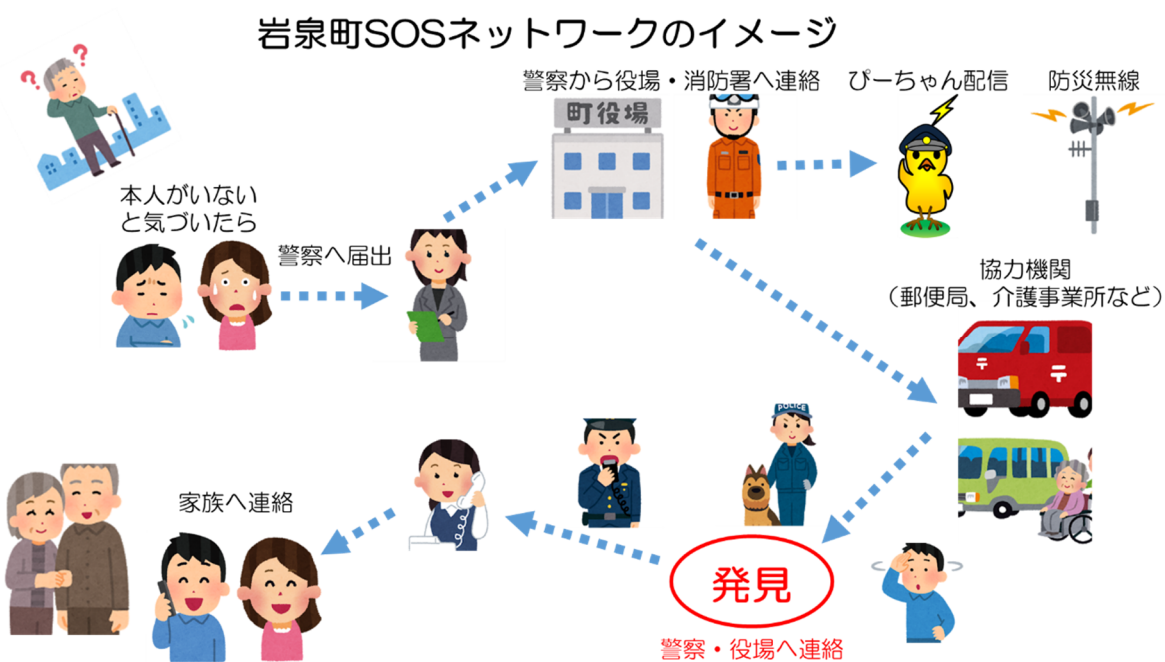 岩泉町SOSネットワークのイメージ
警察から役場・消防署へ連絡
ぴーちゃん配信
防災無線
町役場
本人がいない
と気づいたら
警察へ届出
協力機関
（郵便局、介護事業所など）
〒
〒
POLICE
家族へ連絡
発見
警察・役場へ連絡